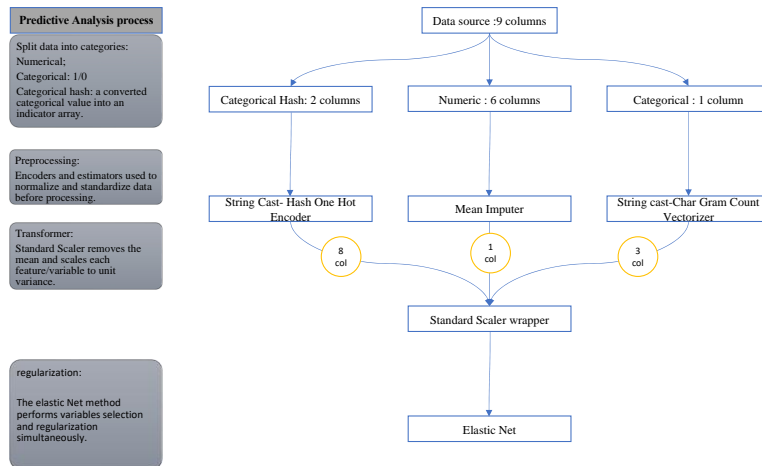 Predictive Analysis process
Split data into categories:
Numerical;
Categorical: 1/0
Categorical hash: a converted
categorical value into an
indicator array.
Preprocessing:
Encoders and estimators used to
normalize and standardize data
before processing.
Transformer:
Standard Scaler removes the
mean and scales each
feature/variable to unit
variance.
regularization:
The elastic Net method
performs variables selection
and regularization
simultaneously.
Data source :9 columns
Categorical Hash: 2 columns
Numeric : 6 columns
Categorical : 1 column
String Cast- Hash One Hot
Encoder
Mean Imputer
String cast-Char Gram Count
Vectorizer
8
col
1
col
3
col
Standard Scaler wrapper
Elastic Net